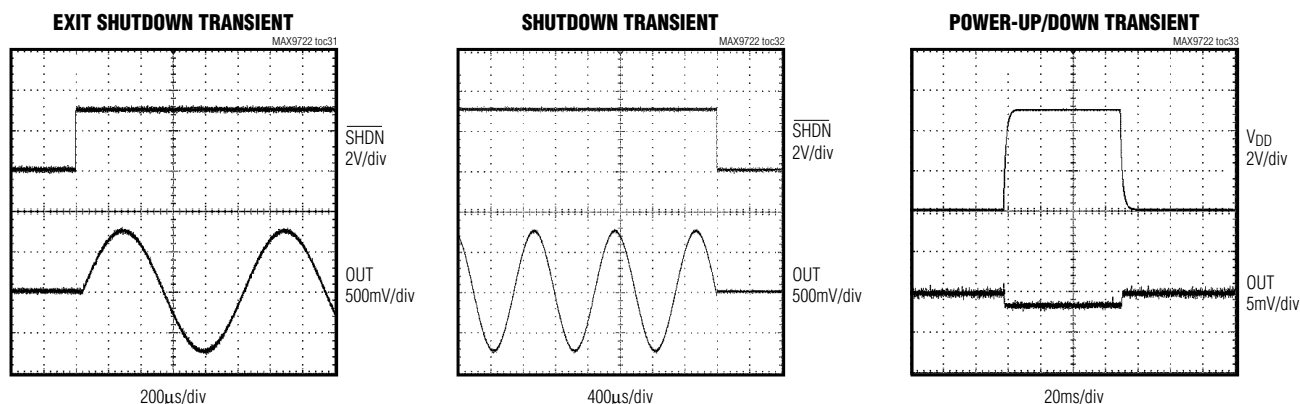 EXIT SHUTDOWN TRANSIENT
MAX9722 toc31
SHDN
2V/div
OUT
500mV/div
200μs/div
SHUTDOWN TRANSIENT
MAX9722 toc32
SHDN
2V/div
OUT
500mV/div
400μs/div
POWER-UP/DOWN TRANSIENT
MAX9722 toc33
VDD
2V/div
OUT
5mV/div
20ms/div